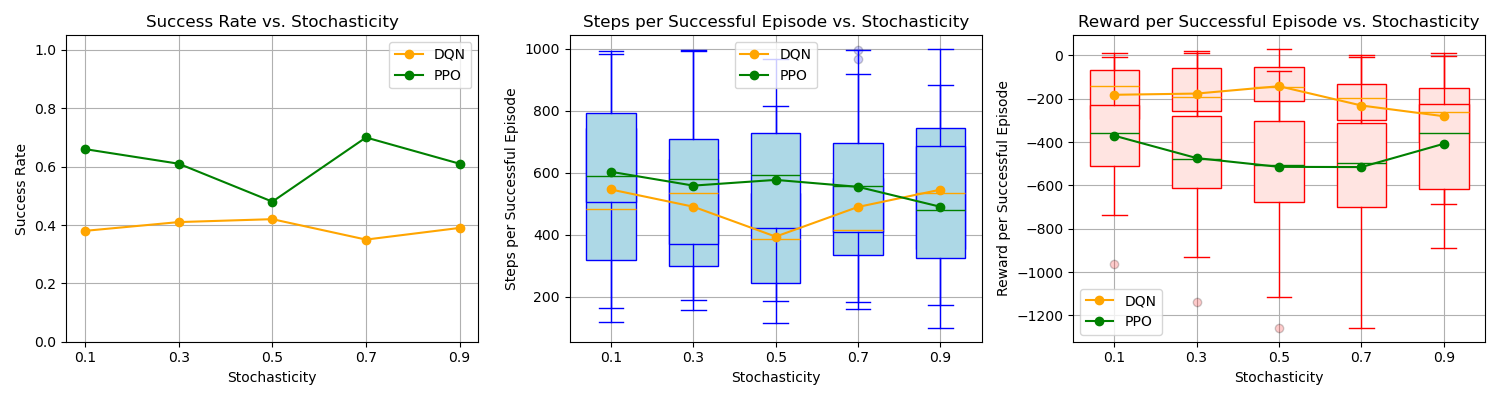 Success Rate vs. Stochasticity
1.0
0.8
0.6
0.4
0.2
0.0
Success Rate
0.1 0.3 0.5 0.7 0.9
Stochasticity
DQN
PPO
Steps per Successful Episode vs. Stochasticity
1000
800
600
400
200
Steps per Successful Episode
0.1 0.3 0.5 0.7 0.9
Stochasticity
DQN
PPO
Reward per Successful Episode vs. Stochasticity
0
−200
−400
−600
−800
−1000
−1200
Reward per Successful Episode
0.1 0.3 0.5 0.7 0.9
Stochasticity
DQN
PPO